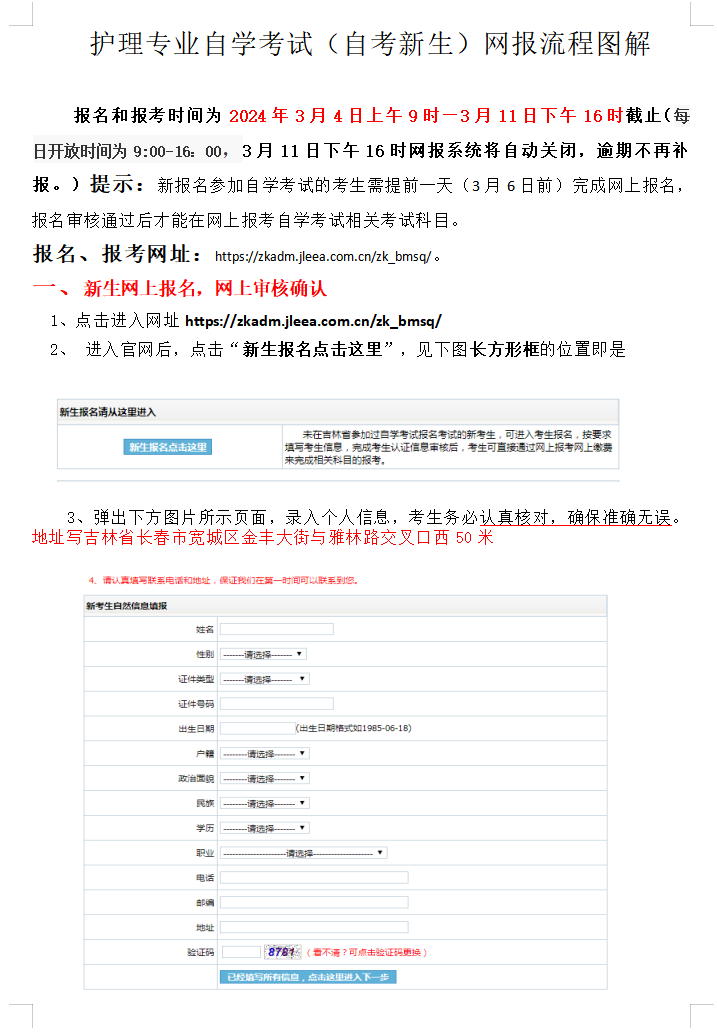 护理专业自学考试（自考新生）网报流程图解
报名和报考时间为 2024 年 3 月 4 日上午 9 时－3 月 11 日下午 16 时截止（每
日开放时间为 9:00-16：00，3 月 11 日下午 16 时网报系统将自动关闭，逾期不再补
报。）提示：新报名参加自学考试的考生需提前一天（3 月 6 日前）完成网上报名，
报名审核通过后才能在网上报考自学考试相关考试科目。
报名、报考网址：https://zkadm.jleea.com.cn/zk_bmsq/。
一、新生网上报名，网上审核确认
1、点击进入网址 https://zkadm.jleea.com.cn/zk_bmsq/
2、 进入官网后，点击“新生报名点击这里”，见下图长方形框的位置即是
新生报名请从这里进入
新生报名点击这里
未在吉林省参加过自学考试报名考试的新考生，可进入考生报名，按要求
填写考生信息，完成考生认证信息审核后，考生可直接通过网上报考网上缴费
来完成相关科目的报考。
3、弹出下方图片所示页面，录入个人信息，考生务必认真核对，确保准确无误。
地址写吉林省长春市宽城区金丰大街与雅林路交叉口西 50 米
4、请认真填写联系电话和地址，保证我们在第一时间可以联系到您。
新考生自然信息填报
姓名
性别 -------请选择-------
证件类型 -------请选择-------
证件号码
出生日期 (出生日期格式如1985-06-18)
户籍 --------请选择-------
政治面貌 --------请选择-------
民族 --------请选择-------
学历 --------请选择-------
职业 ---------------------请选择--------------------
电话
邮编
地址
验证码 8781 （看不清？可点击验证码更换）
已经填写所有信息，点击这里进入下一步